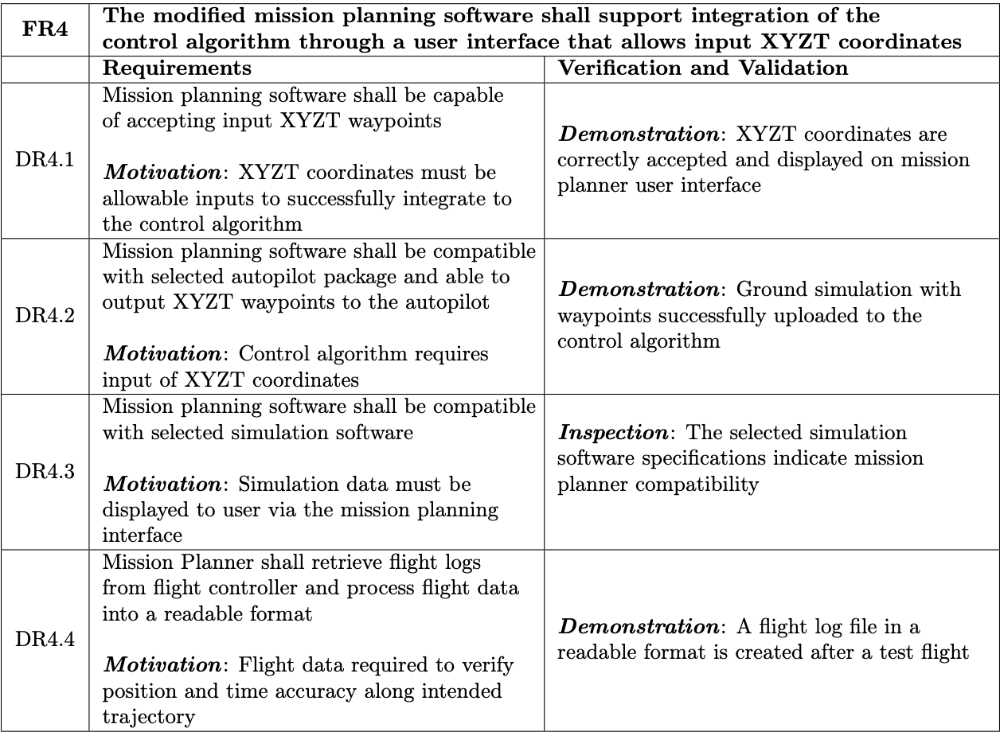 FR4
The modified mission planning software shall support integration of the
control algorithm through a user interface that allows input XYZT coordinates
Requirements
Verification and Validation
DR4.1
Mission planning software shall be capable
of accepting input XYZT waypoints
Motivation: XYZT coordinates must be
allowable inputs to successfully integrate to
the control algorithm
Demonstration: XYZT coordinates are
correctly accepted and displayed on mission
planner user interface
DR4.2
Mission planning software shall be compatible
with selected autopilot package and able to
output XYZT waypoints to the autopilot
Motivation: Control algorithm requires
input of XYZT coordinates
Demonstration: Ground simulation with
waypoints successfully uploaded to the
control algorithm
DR4.3
Mission planning software shall be compatible
with selected simulation software
Motivation: Simulation data must be
displayed to user via the mission planning
interface
Inspection: The selected simulation
software specifications indicate mission
planner compatibility
DR4.4
Mission Planner shall retrieve flight logs
from flight controller and process flight data
into a readable format
Motivation: Flight data required to verify
position and time accuracy along intended
trajectory
Demonstration: A flight log file in a
readable format is created after a test flight